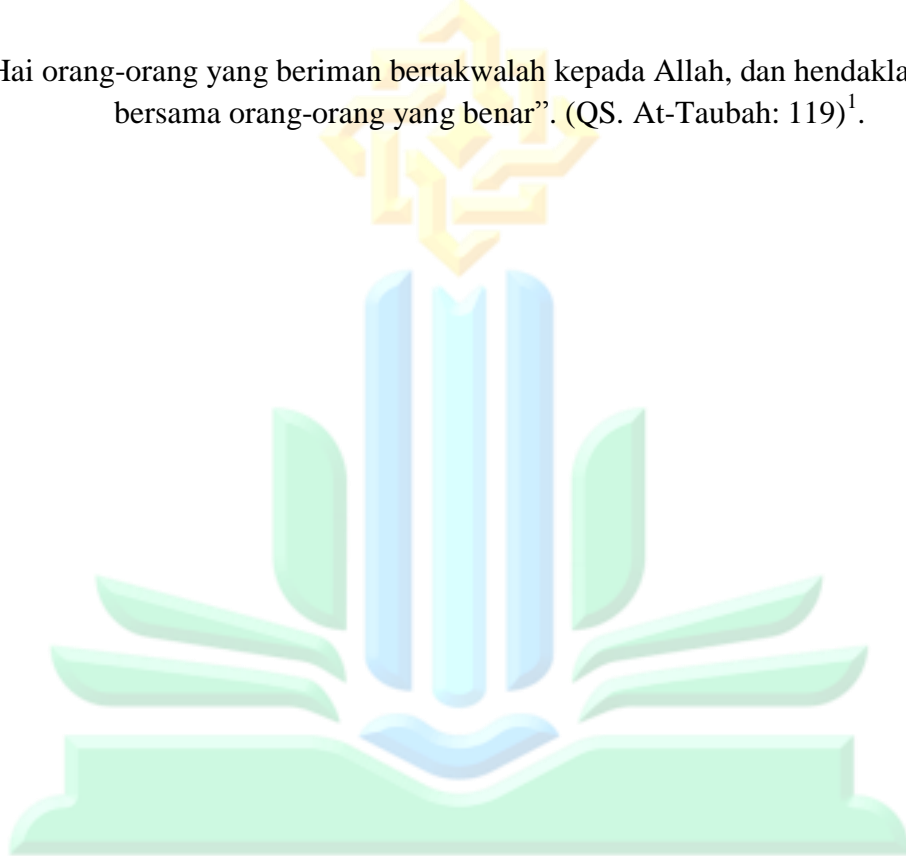 Hai orang-orang yang beriman bertakwalah kepada Allah, dan
bersama orang-orang yang benar”. (QS. At-Taubah: 119)¹.